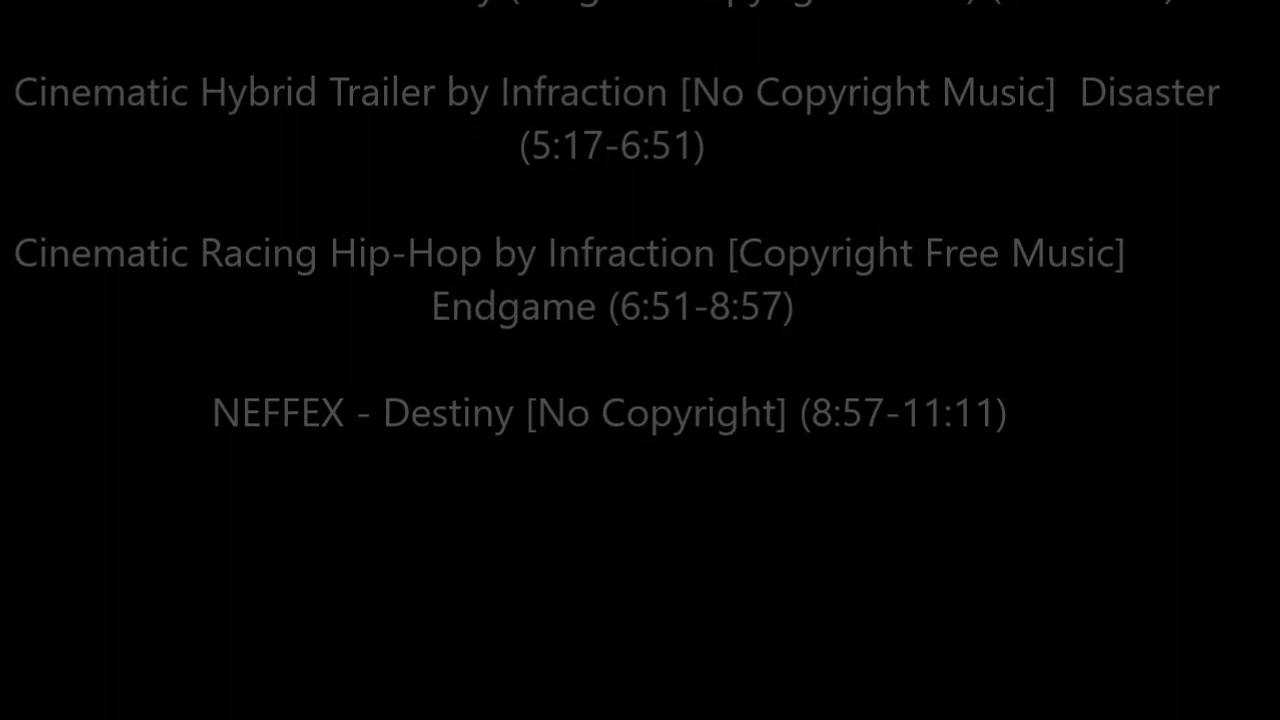 Cinematic Hybrid Trailer by Infraction [No Copyright Music]  Disaster
(5:17-6:51)
Cinematic Racing Hip-Hop by Infraction [Copyright Free Music]
Endgame (6:51-8:57)
NEFFEX - Destiny [No Copyright] (8:57-11:11)